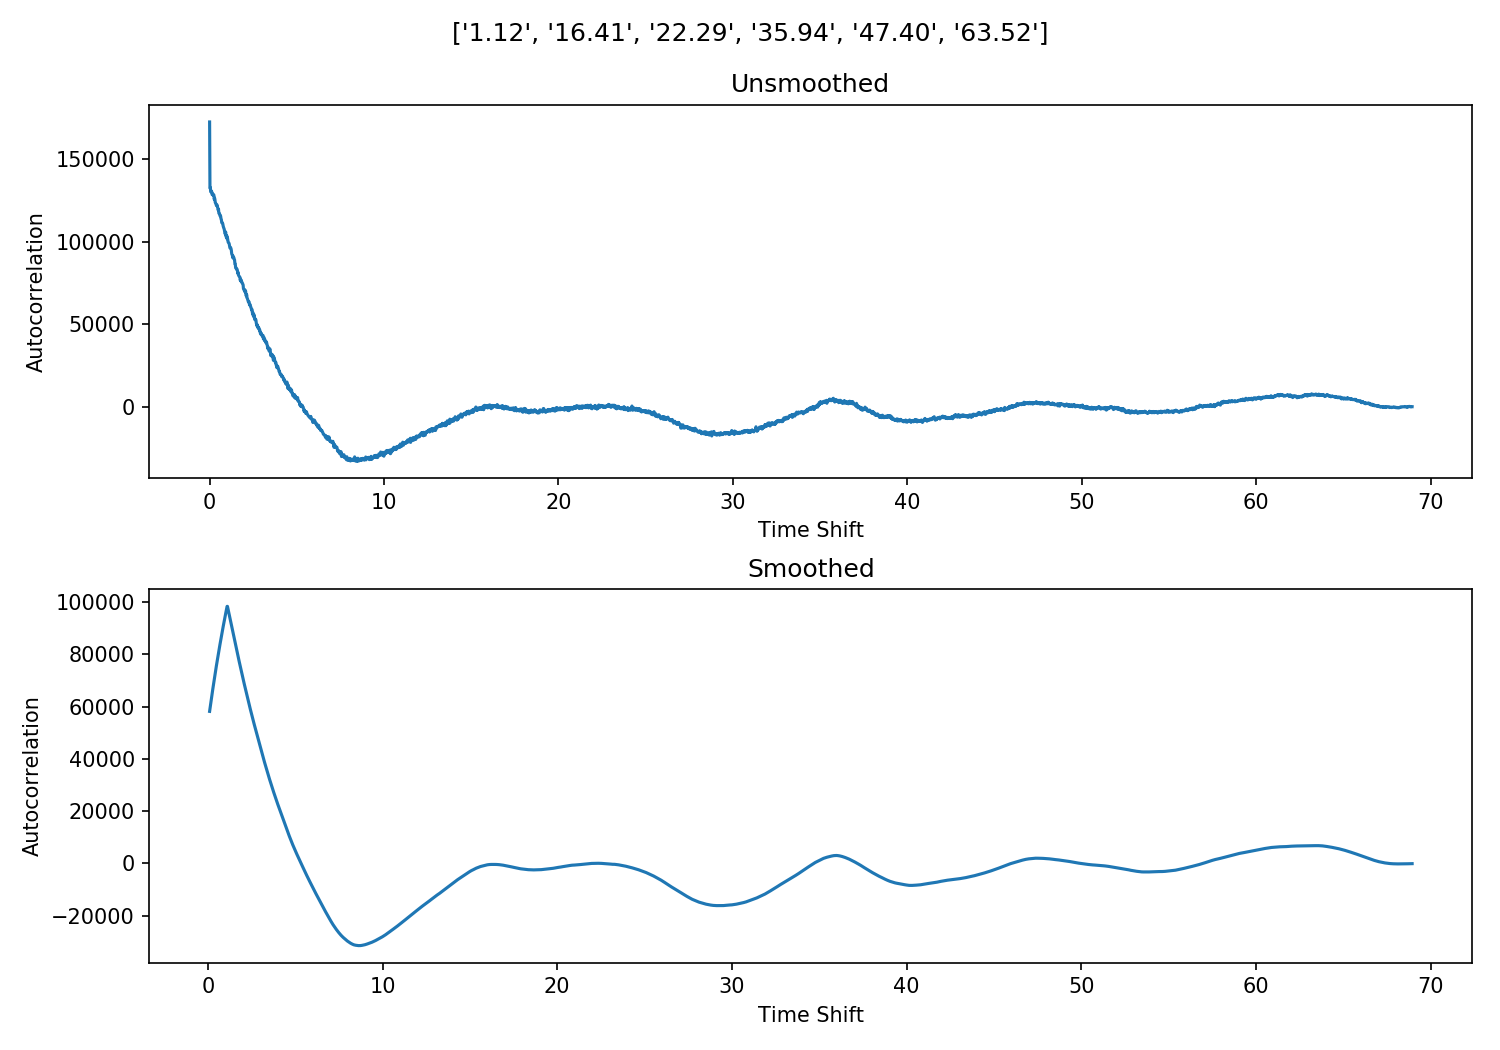 ['1.12', '16.41', '22.29', '35.94', '47.40', '63.52']
Unsmoothed
Autocorrelation
150000
100000
50000
0
0 10 20 30 40 50 60 70
Time Shift
Smoothed
Autocorrelation
100000
80000
60000
40000
20000
0
−20000
0 10 20 30 40 50 60 70
Time Shift